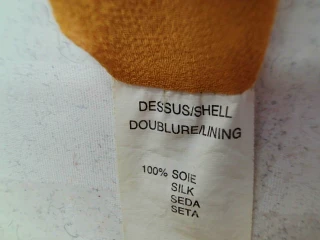 DESSUS/SHELL
DOUBLURE/LINING
100% SOIE
SILK
SEDA
SETA